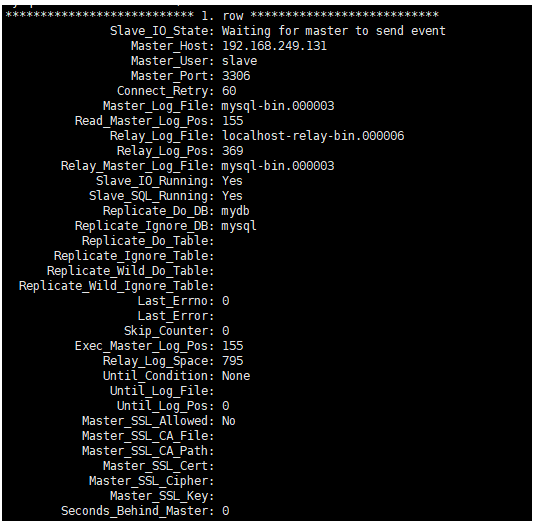 *************************** 1. row ***************************
Slave_IO_State: Waiting for master to send event
Master_Host: 192.168.249.131
Master_User: slave
Master_Port: 3306
Connect_Retry: 60
Master_Log_File: mysql-bin.000003
Read_Master_Log_Pos: 155
Relay_Log_File: localhost-relay-bin.000006
Relay_Log_Pos: 369
Relay_Master_Log_File: mysql-bin.000003
Slave_IO_Running: Yes
Slave_SQL_Running: Yes
Replicate_Do_DB: mydb
Replicate_Ignore_DB: mysql
Replicate_Do_Table:
Replicate_Ignore_Table:
Replicate_Wild_Do_Table:
Replicate_Wild_Ignore_Table:
Last_Errno: 0
Last_Error:
Skip_Counter: 0
Exec_Master_Log_Pos: 155
Relay_Log_Space: 795
Until_Condition: None
Until_Log_File:
Until_Log_Pos: 0
Master_SSL_Allowed: No
Master_SSL_CA_File:
Master_SSL_CA_Path:
Master_SSL_Cert:
Master_SSL_Cipher:
Master_SSL_Key:
Seconds_Behind_Master: 0